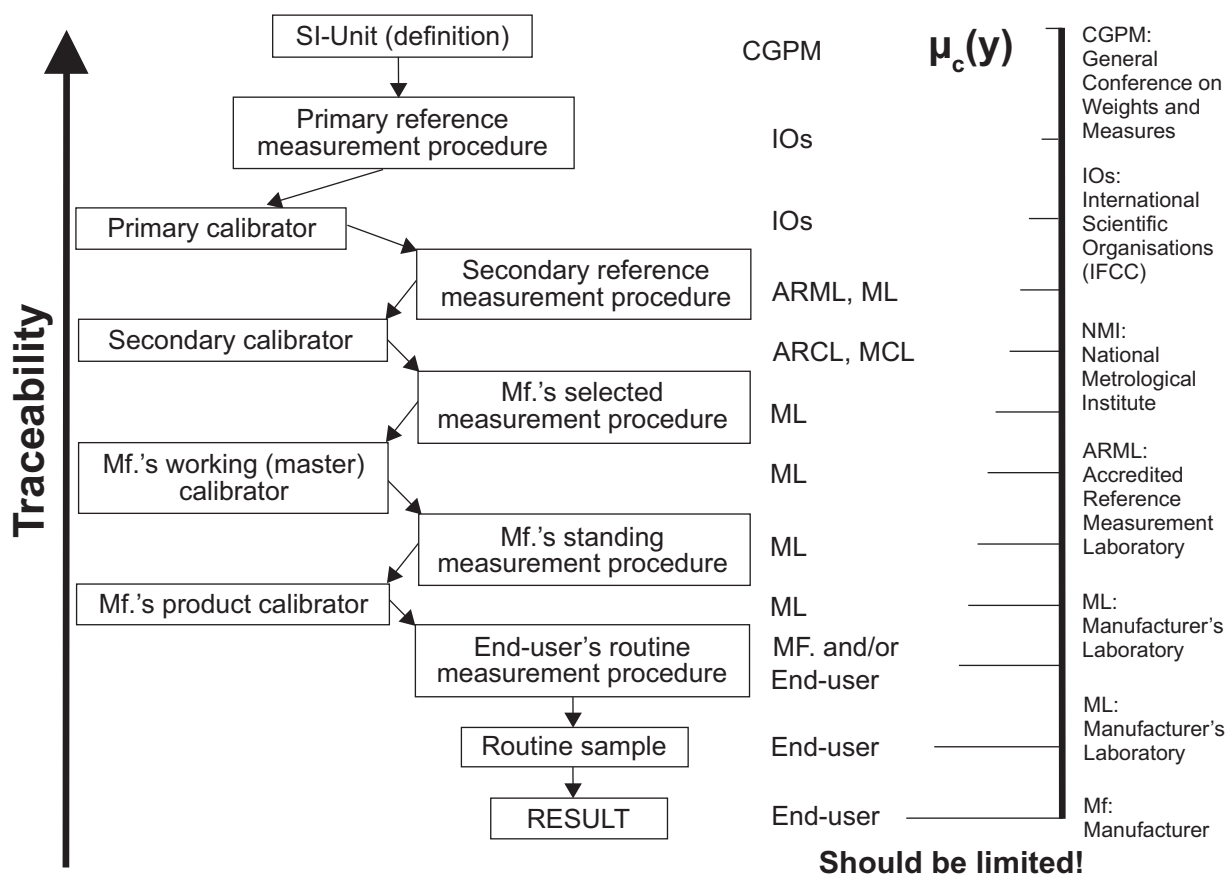 SI-Unit (definition)
CGPM
μc(y)
Primary reference
measurement procedure
IOs
Primary calibrator
IOs
Secondary reference
measurement procedure
ARML, ML
Secondary calibrator
ARCL, MCL
Mf.'s selected
measurement procedure
ML
Mf.'s working (master)
calibrator
ML
Mf.'s standing
measurement procedure
ML
Mf.'s product calibrator
ML
End-user's routine
measurement procedure
MF. and/or
End-user
Routine sample
End-user
RESULT
End-user
Should be limited!
Traceability
CGPM:
General
Conference on
Weights and
Measures
IOs:
International
Scientific
Organisations
(IFCC)
NMI:
National
Metrological
Institute
ARML:
Accredited
Reference
Measurement
Laboratory
ML:
Manufacturer's
Laboratory
ML:
Manufacturer's
Laboratory
Mf:
Manufacturer